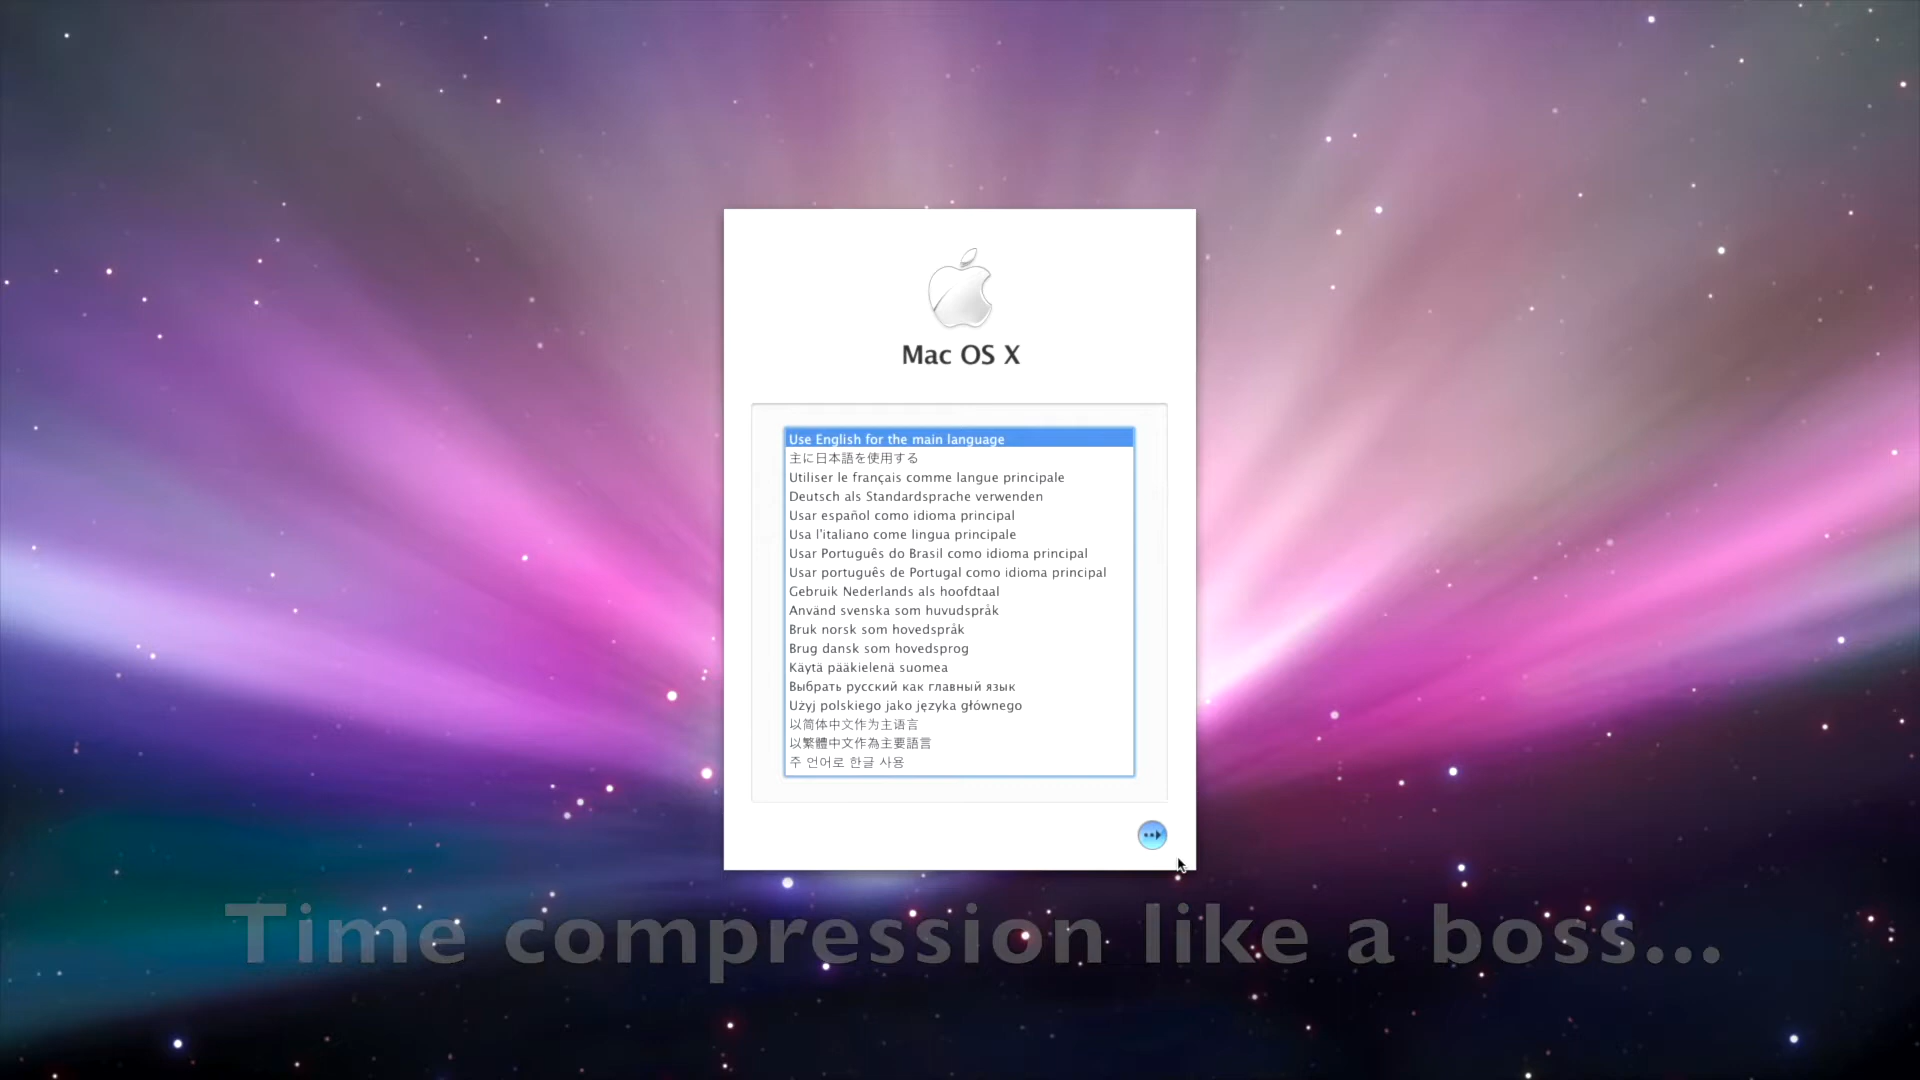 Mac OS X
Use English for the main language
主に日本語を使用する
Utiliser le français comme langue principale
Deutsch als Standardsprache verwenden
Usar español como idioma principal
Usa l'italiano come lingua principale
Usar Português do Brasil como idioma principal
Usar português de Portugal como idioma principal
Gebruik Nederlands als hoofdtaal
Använd svenska som huvudspråk
Bruk norsk som hovedspråk
Brug dansk som hovedsprog
Käytä pääkielenä suomea
Выбрать русский как главный язык
Użyj polskiego jako języka głównego
以简体中文作为主语言
以繁體中文作為主要語言
주 언어로 한글 사용
Time compression like a boss...